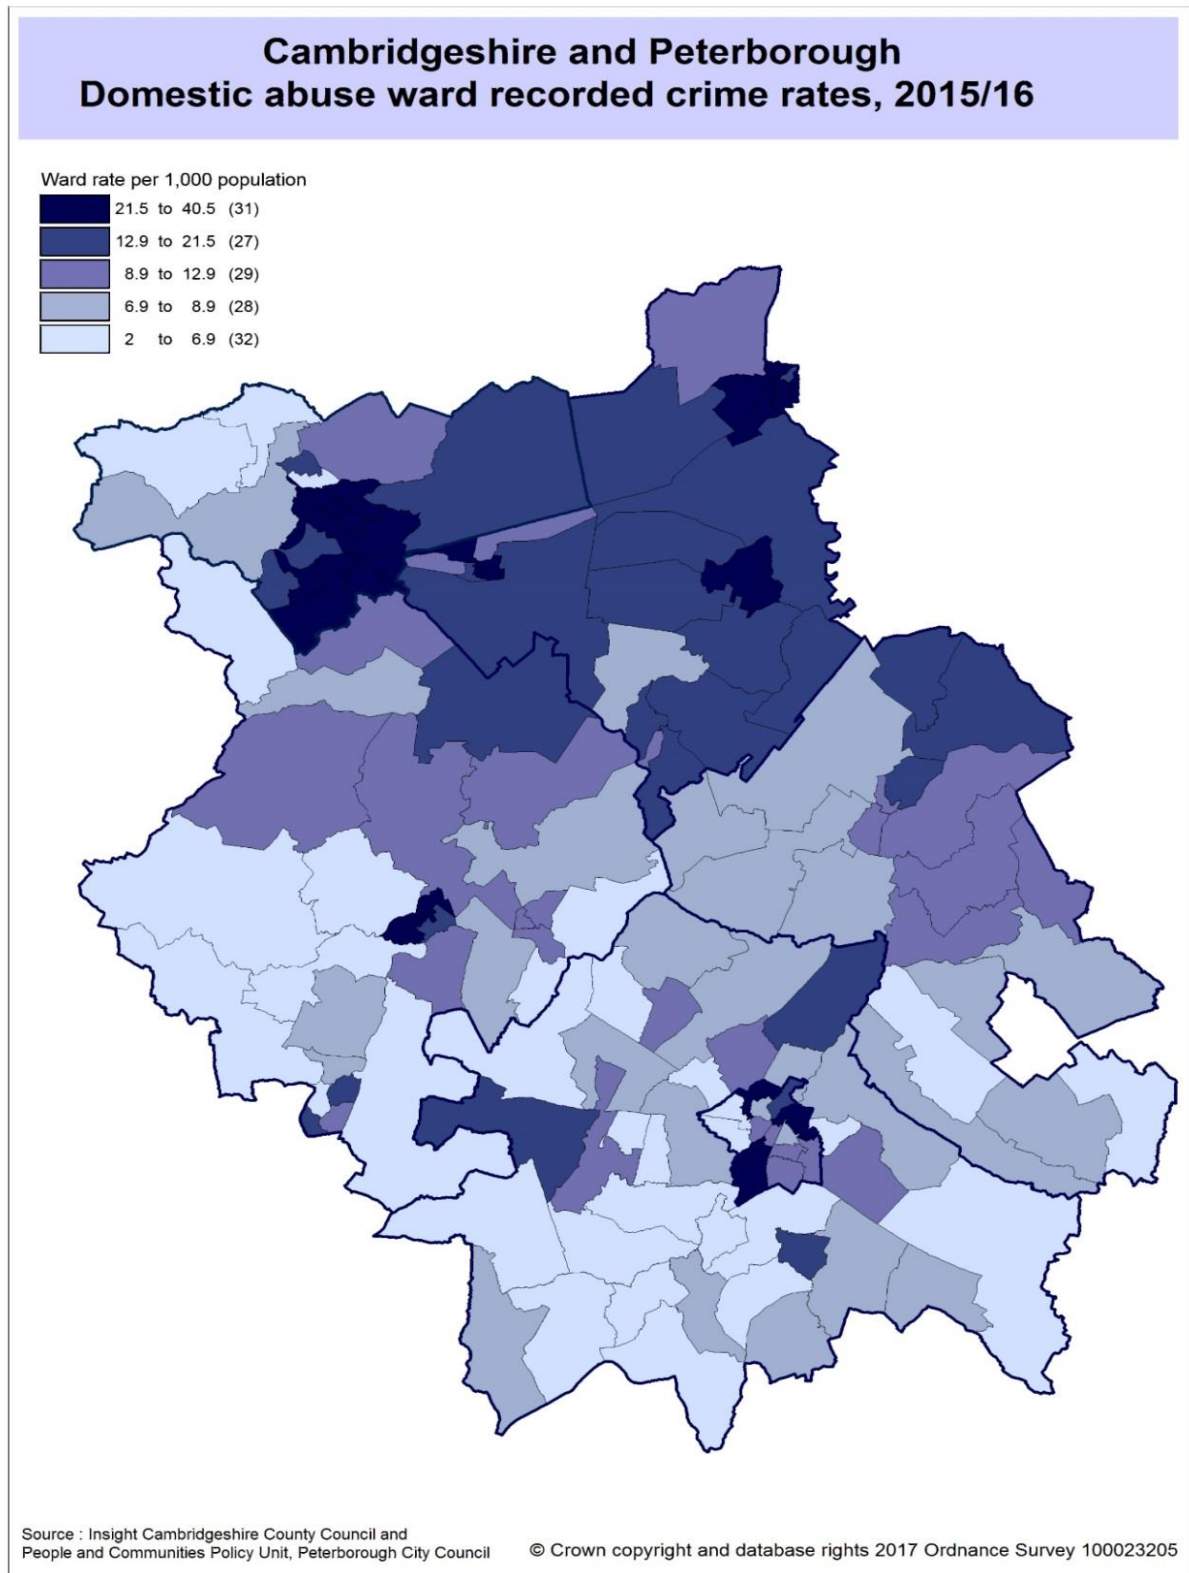 Cambridgeshire and Peterborough
Domestic abuse ward recorded crime rates, 2015/16
Ward rate per 1,000 population
21.5 to 40.5 (31)
12.9 to 21.5 (27)
8.9 to 12.9 (29)
6.9 to 8.9 (28)
2 to 6.9 (32)
Source : Insight Cambridgeshire County Council and
People and Communities Policy Unit, Peterborough City Council
© Crown copyright and database rights 2017 Ordnance Survey 100023205